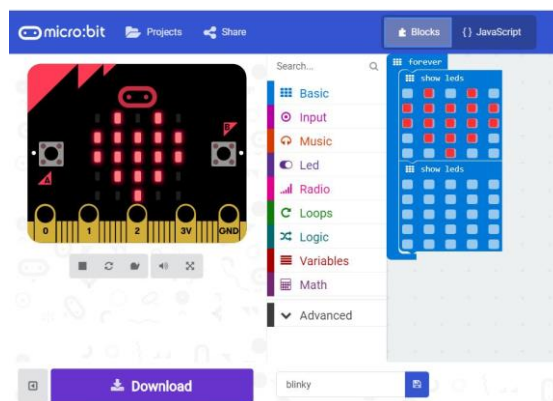 micro:bit Projects Share Blocks {} JavaScript
Search...
Basic
Input
Music
Led
Radio
Loops
Logic
Variables
Math
Advanced
forever
show leds
show leds
A
B
0 1 2 3V GND
Download
blinky